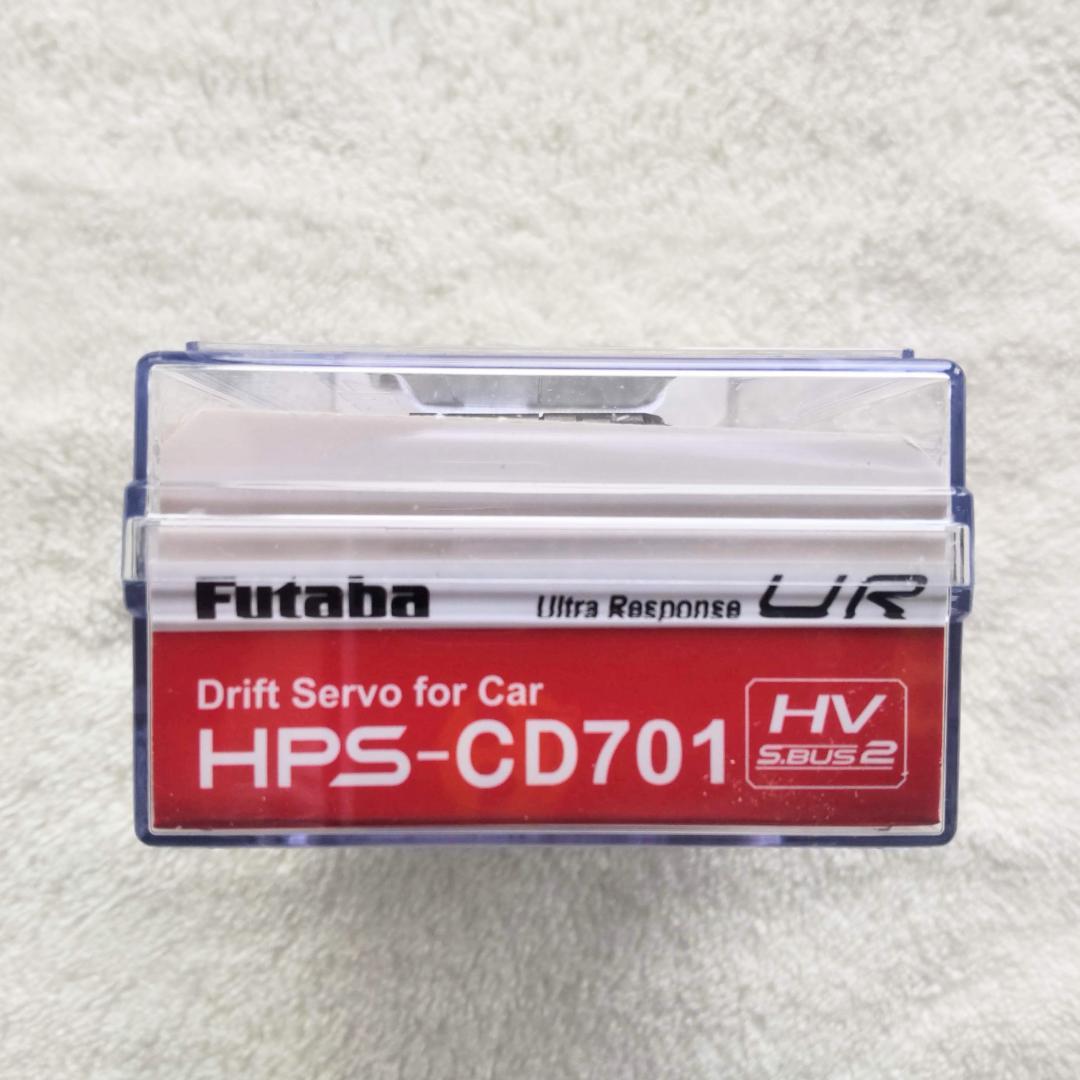 Futaba Ultra Response UR
Drift Servo for Car
HPS-CD701
HV
S.BUS2